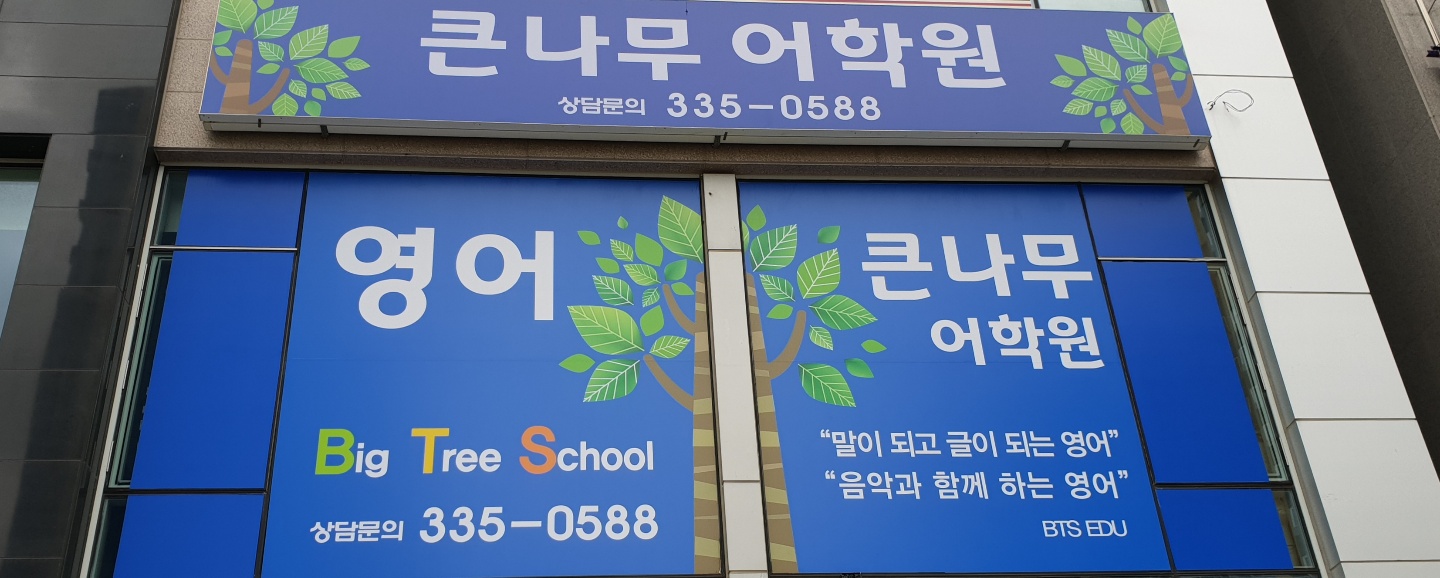 큰나무 어학원
상담문의 335-0588
영어
Big Tree School
상담문의 335-0588
큰나무
어학원
“말이 되고 글이 되는 영어”
“음악과 함께 하는 영어”
BTS EDU